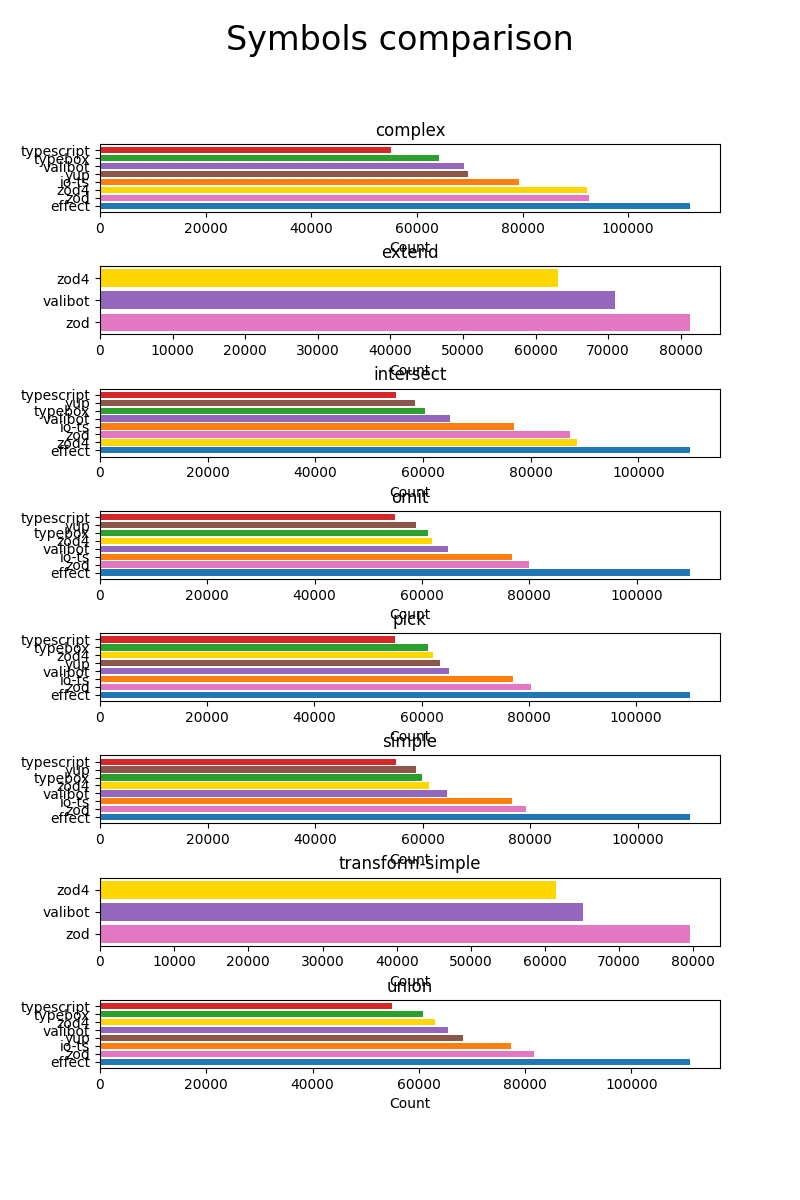 Symbols comparison
complex
typescript
typebox
valibot
yup
io-ts
zod4
zod
effect
0 20000 40000 60000 80000 100000
Count
extend
zod4
valibot
zod
0 10000 20000 30000 40000 50000 60000 70000 80000
Count
intersect
typescript
yup
typebox
valibot
io-ts
zod
zod4
effect
0 20000 40000 60000 80000 100000
Count
omit
typescript
yup
typebox
zod4
valibot
io-ts
zod
effect
0 20000 40000 60000 80000 100000
Count
pick
typescript
typebox
zod4
yup
valibot
io-ts
zod
effect
0 20000 40000 60000 80000 100000
Count
simple
typescript
yup
typebox
zod4
valibot
io-ts
zod
effect
0 20000 40000 60000 80000 100000
Count
transform-simple
zod4
valibot
zod
0 10000 20000 30000 40000 50000 60000 70000 80000
Count
union
typescript
typebox
zod4
valibot
yup
io-ts
zod
effect
0 20000 40000 60000 80000 100000
Count